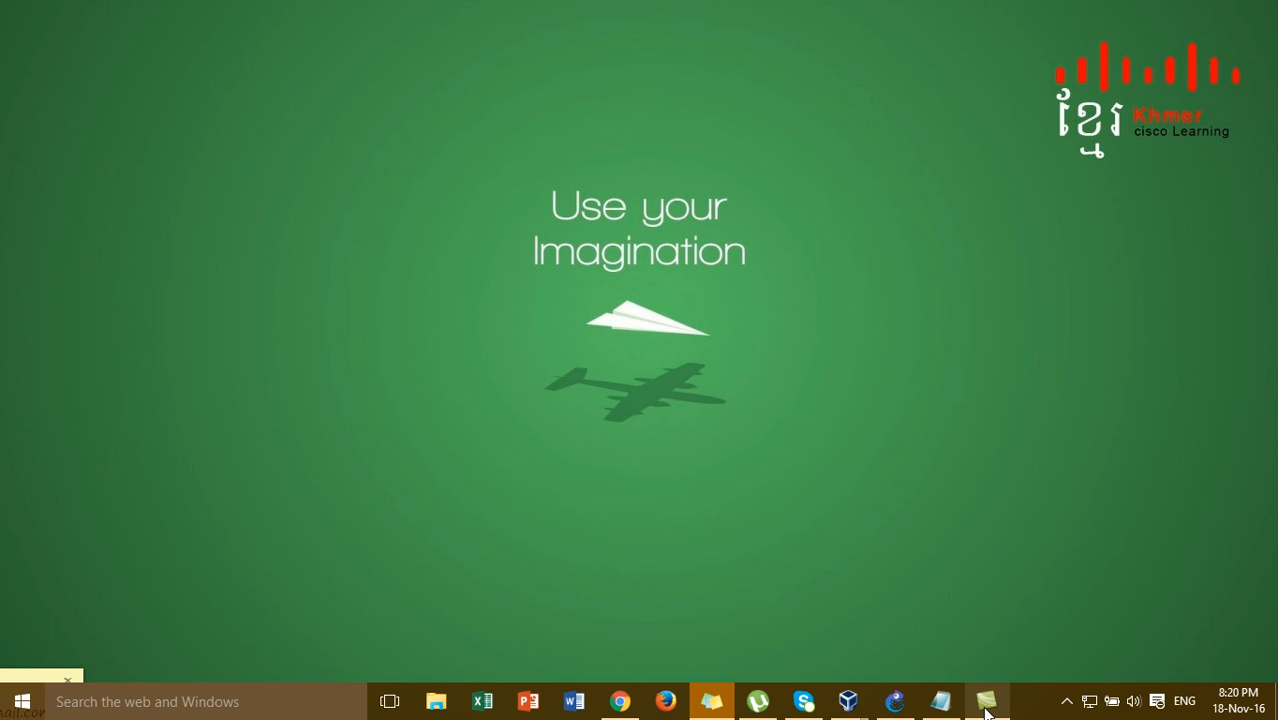 ខ្មែរ Khmer
cisco Learning
Use your
Imagination
Search the web and Windows
ENG
8:20 PM
18-Nov-16